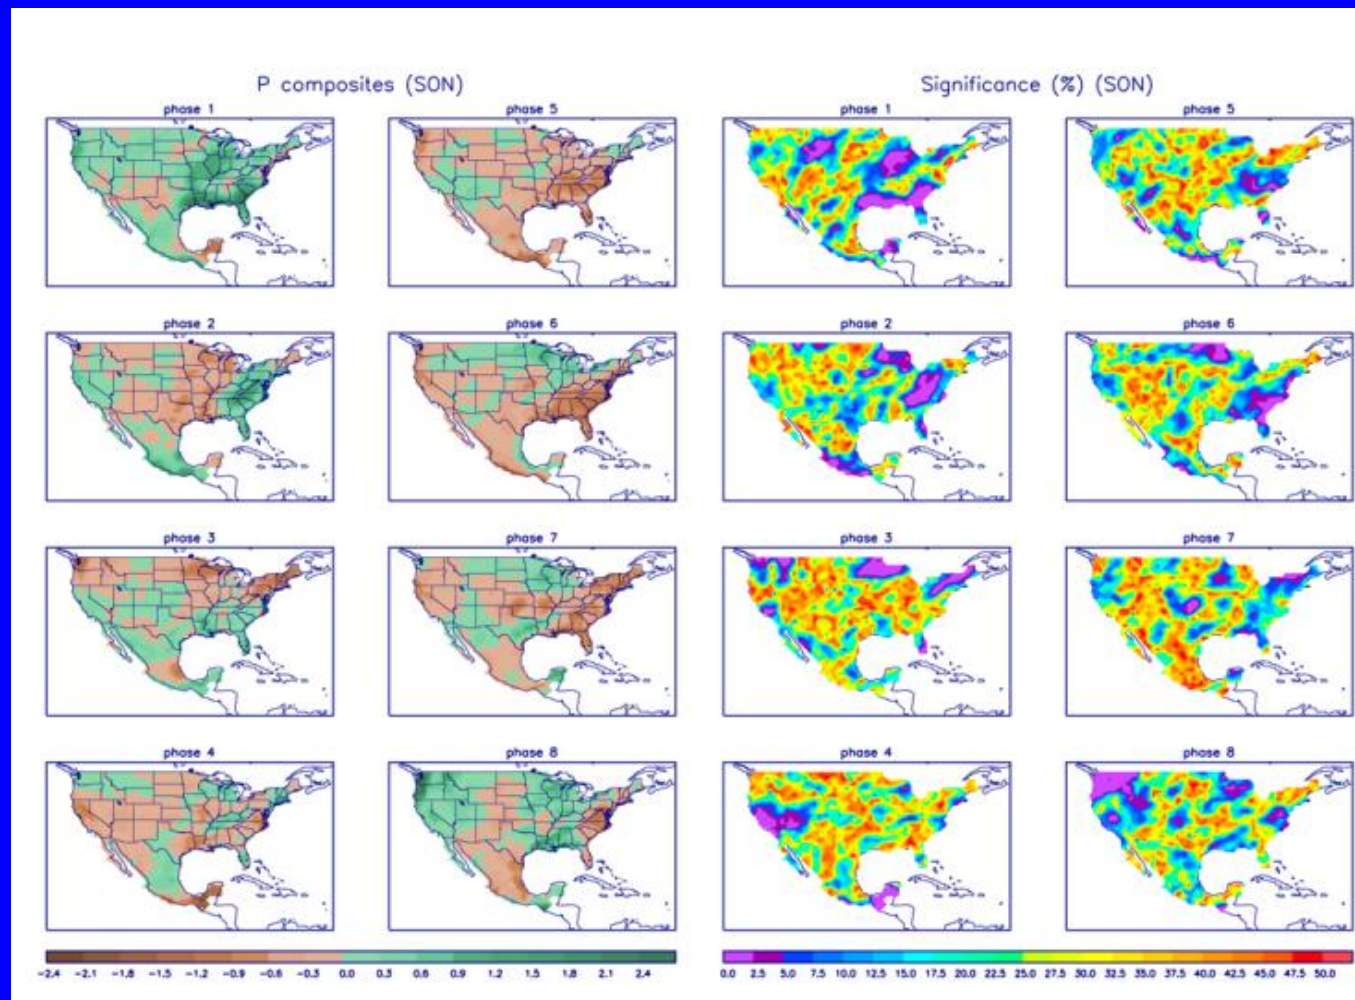 P composites (SON)
Significance (%) (SON)
phase 1
phase 5
phase 1
phase 5
phase 2
phase 6
phase 2
phase 6
phase 3
phase 7
phase 3
phase 7
phase 4
phase 8
phase 4
phase 8
-2.4 -2.1 -1.8 -1.5 -1.2 -0.9 -0.6 -0.3 0.0 0.3 0.6 0.9 1.2 1.5 1.8 2.1 2.4
0.0 2.5 5.0 7.5 10.0 12.5 15.0 17.5 20.0 22.5 25.0 27.5 30.0 32.5 35.0 37.5 40.0 42.5 45.0 47.5 50.0